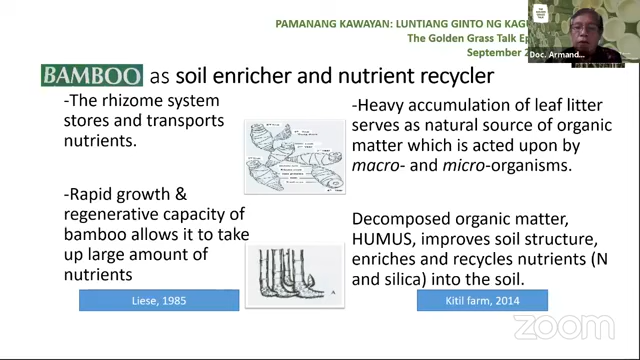 PAMANANG KAWAYAN: LUNTIANG GINTO NG
The Golden Grass Talk
September
Doc. Armand...
BAMBOO as soil enricher and nutrient recycler
-The rhizome system
stores and transports
nutrients.
-Rapid growth &
regenerative capacity of
bamboo allows it to take
up large amount of
nutrients
Liese, 1985
A
-Heavy accumulation of leaf litter
serves as natural source of organic
matter which is acted upon by
macro- and micro-organisms.
Decomposed organic matter,
HUMUS, improves soil structure,
enriches and recycles nutrients (N
and silica) into the soil.
Kitil farm, 2014
zoom